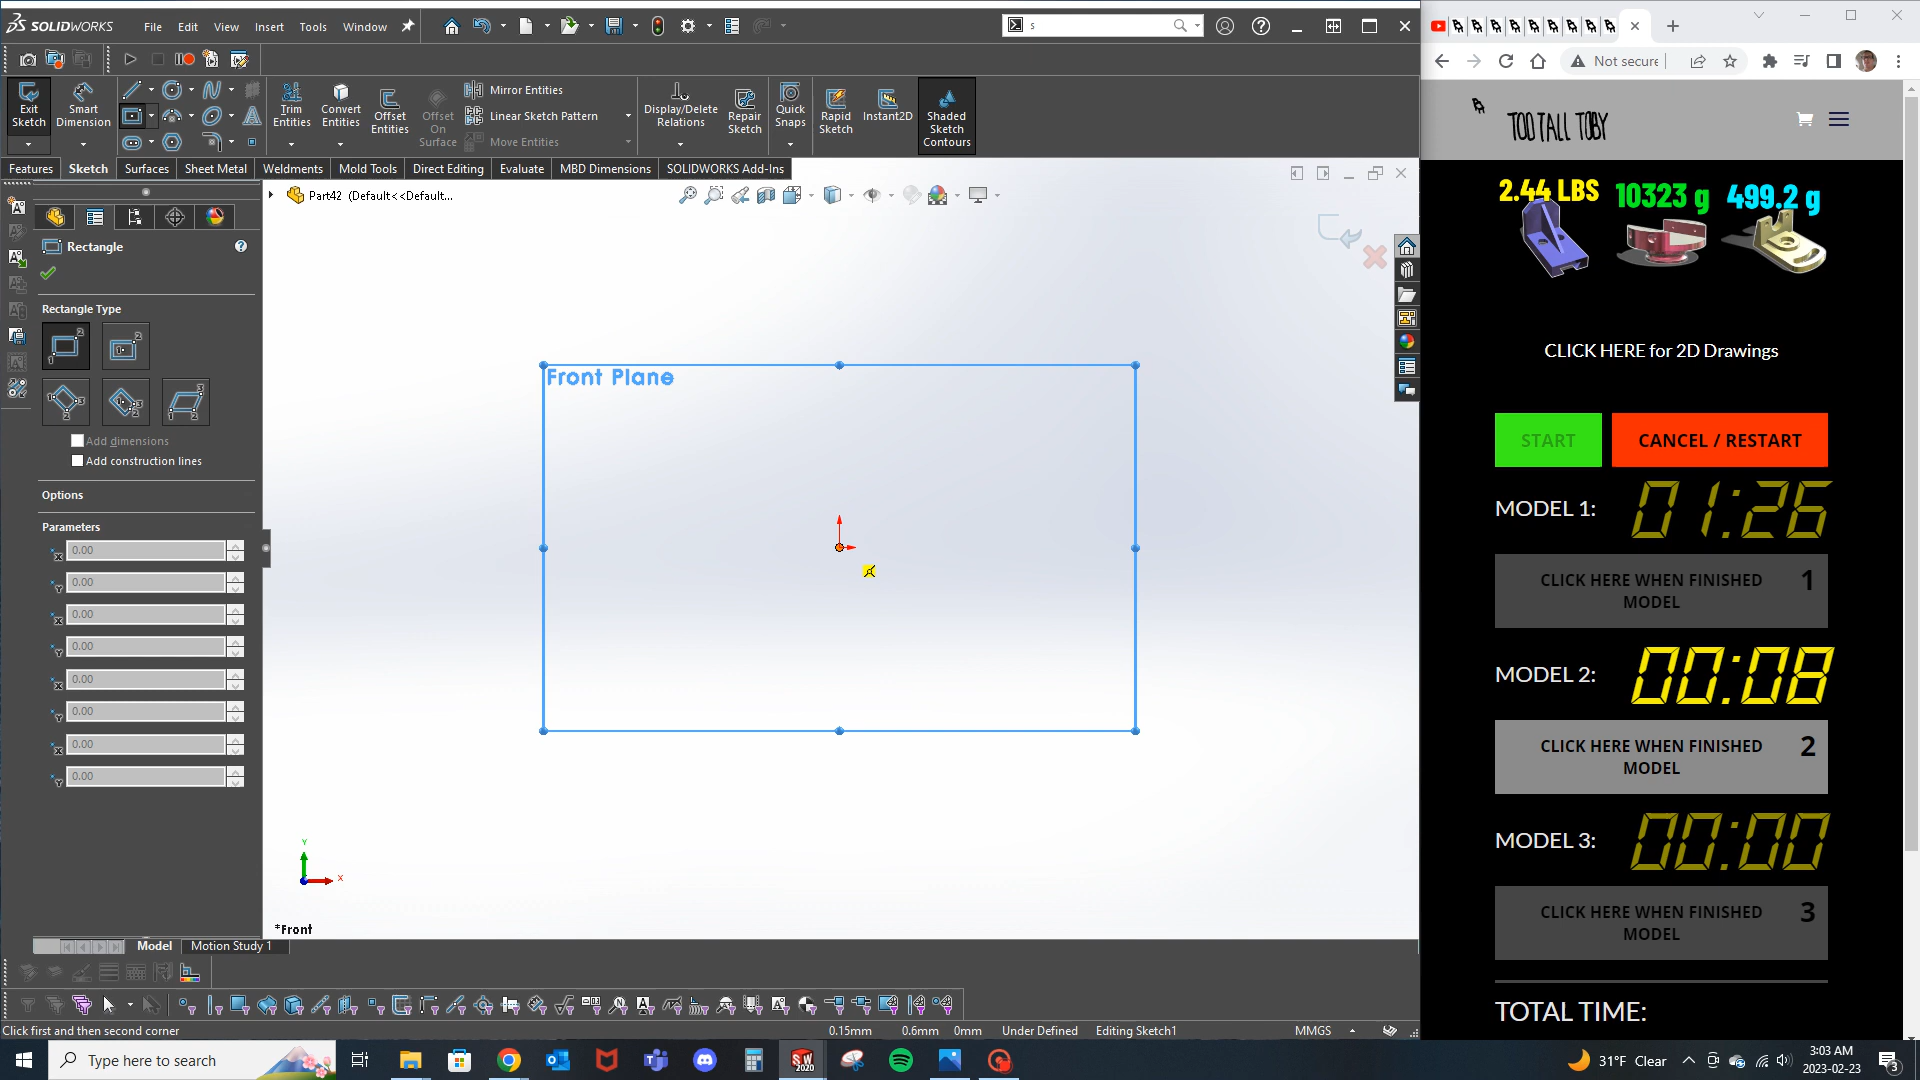 SOLIDWORKS File Edit View Insert Tools Window s
Not secure
Exit Sketch
Smart Dimension
Trim Entities
Convert Entities
Offset Entities
Offset On Surface
Mirror Entities
Linear Sketch Pattern
Move Entities
Display/Delete Relations
Repair Sketch
Quick Snaps
Rapid Sketch
Instant2D
Shaded Sketch Contours
Features Sketch Surfaces Sheet Metal Weldments Mold Tools Direct Editing Evaluate MBD Dimensions SOLIDWORKS Add-Ins
Part42 (Default<<Default...
Rectangle
Rectangle Type
Add dimensions
Add construction lines
Options
Parameters
0.00
0.00
0.00
0.00
0.00
0.00
0.00
0.00
Front Plane
Y
X
*Front
Model Motion Study 1
Click first and then second corner 0.15mm 0.6mm 0mm Under Defined Editing Sketch1 MMGS
TOO TALL TOBY
2.44 LBS 10323 g 499.2 g
CLICK HERE for 2D Drawings
START CANCEL / RESTART
MODEL 1: 01:26
CLICK HERE WHEN FINISHED MODEL 1
MODEL 2: 00:08
CLICK HERE WHEN FINISHED MODEL 2
MODEL 3: 00:00
CLICK HERE WHEN FINISHED MODEL 3
TOTAL TIME:
Type here to search
SW 2020
31°F Clear
3:03 AM
2023-02-23
3